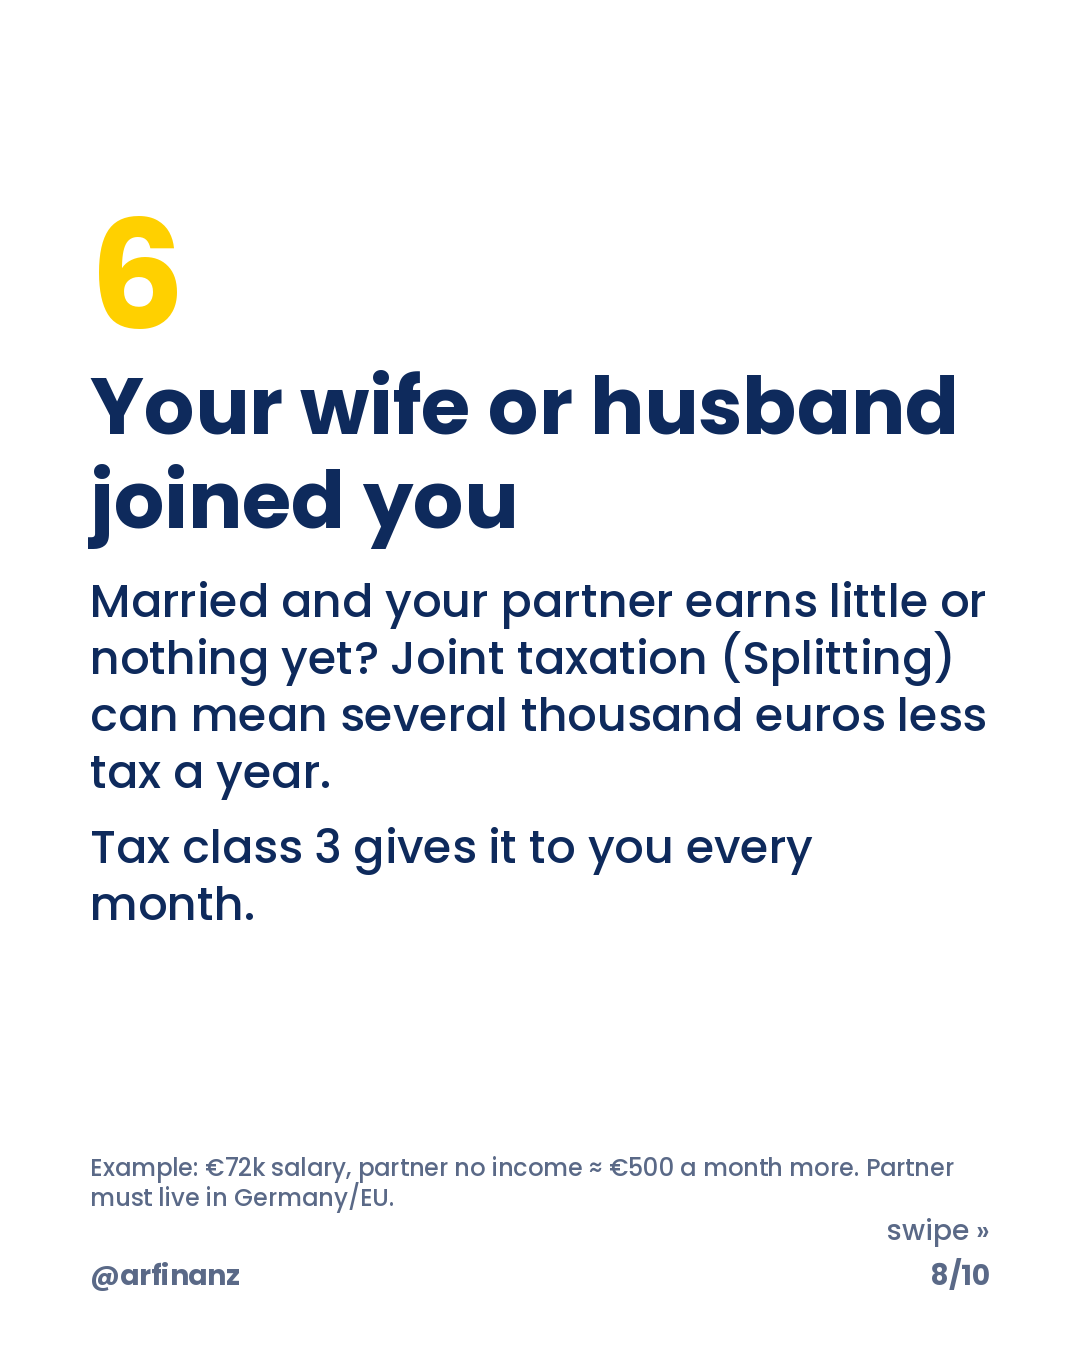 6
Your wife or husband
joined you
Married and your partner earns little or
nothing yet? Joint taxation (Splitting)
can mean several thousand euros less
tax a year.
Tax class 3 gives it to you every
month.
Example: €72k salary, partner no income ≈ €500 a month more. Partner
must live in Germany/EU.
swipe »
@arfinanz
8/10